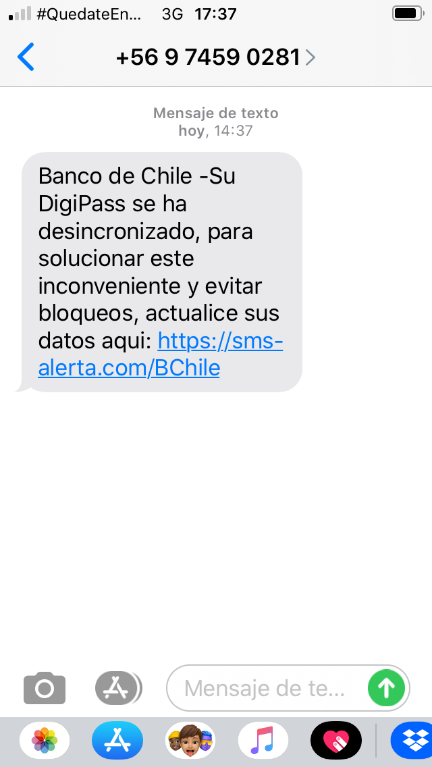 #QuedateEn... 3G 17:37
+56 9 7459 0281
Mensaje de texto
hoy, 14:37
Banco de Chile -Su
DigiPass se ha
desincronizado, para
solucionar este
inconveniente y evitar
bloqueos, actualice sus
datos aqui: https://sms-
alerta.com/BChile
Mensaje de te...